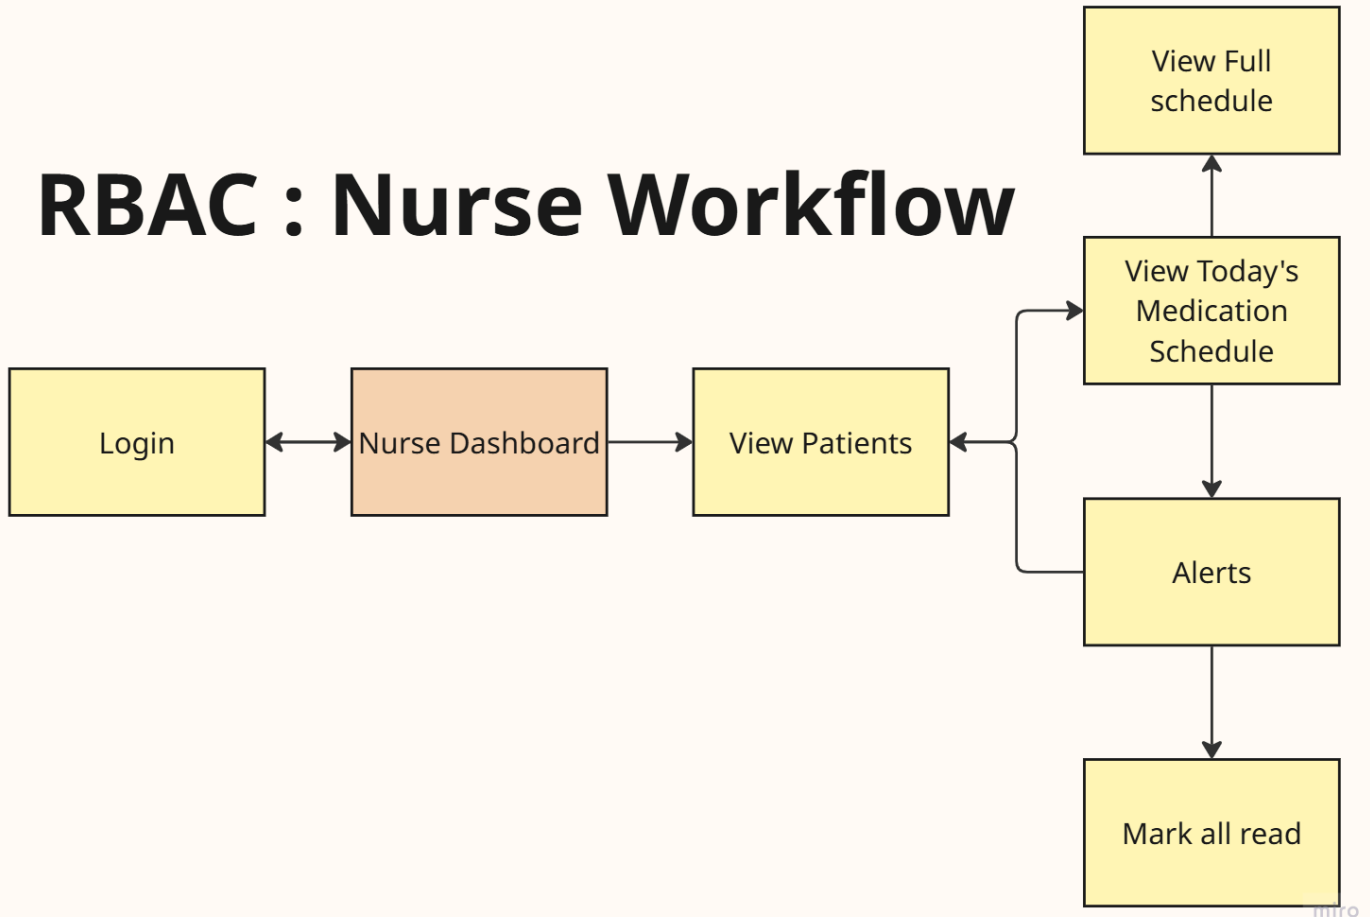 View Full
schedule
RBAC : Nurse Workflow
View Today's
Medication
Schedule
Login
Nurse Dashboard
View Patients
Alerts
Mark all read
miro